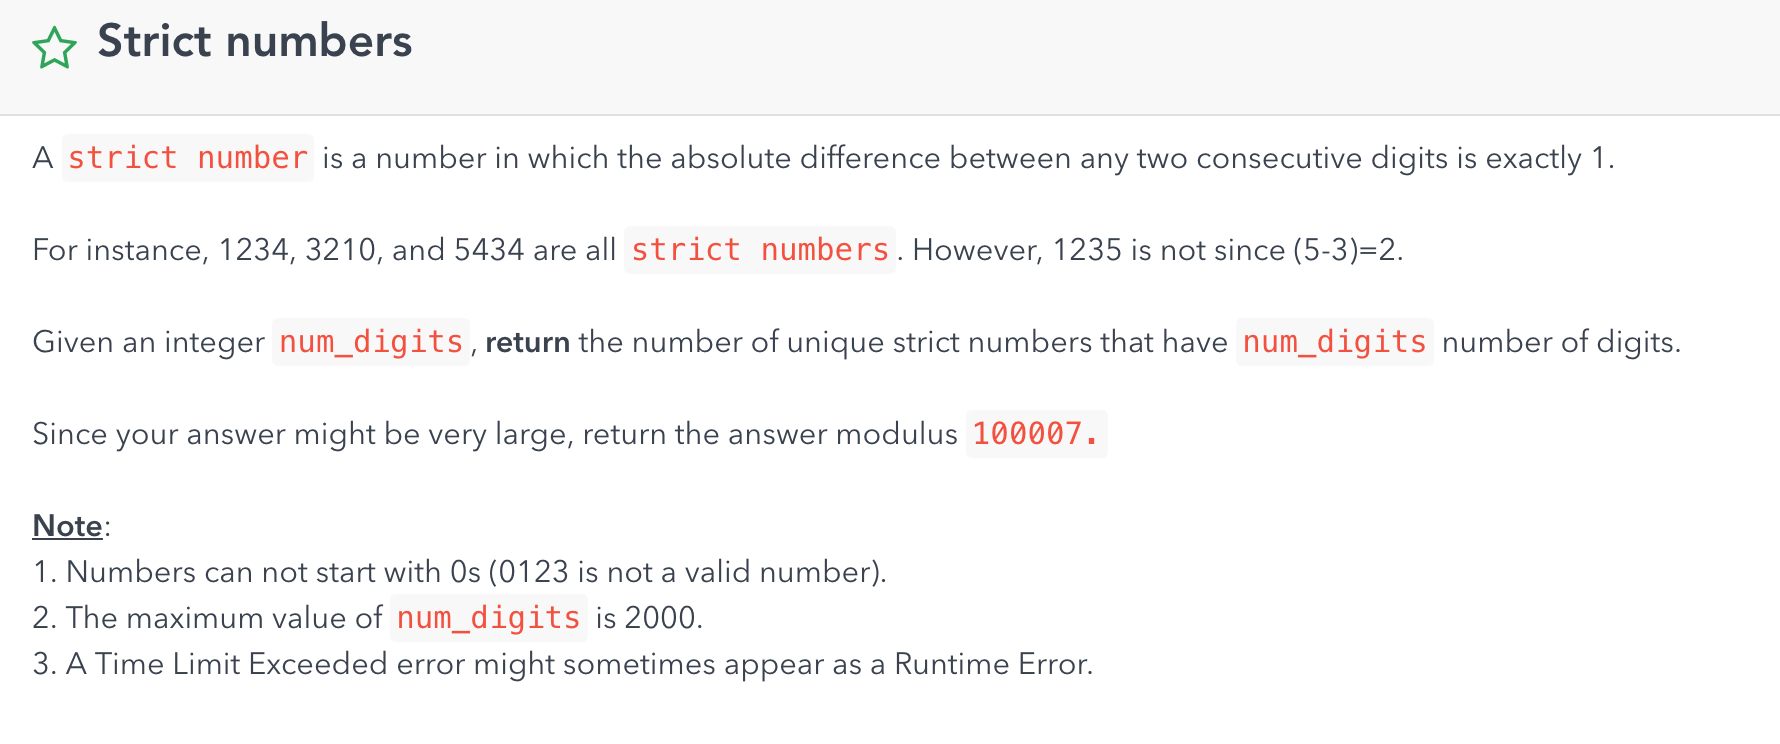 Strict numbers
A strict number is a number in which the absolute difference between any two consecutive digits is exactly 1.
For instance, 1234, 3210, and 5434 are all strict numbers. However, 1235 is not since (5-3)=2.
Given an integer num_digits, return the number of unique strict numbers that have num_digits number of digits.
Since your answer might be very large, return the answer modulus 100007.
Note:
1. Numbers can not start with 0s (0123 is not a valid number).
2. The maximum value of num_digits is 2000.
3. A Time Limit Exceeded error might sometimes appear as a Runtime Error.